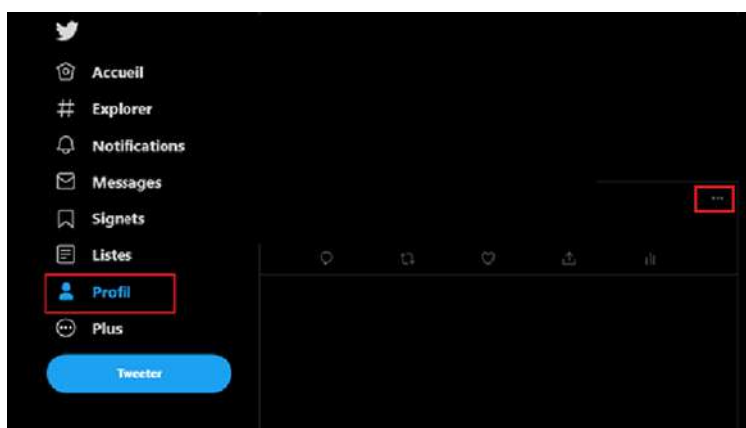 Accueil
Explorer
Notifications
Messages
Signets
Listes
Profil
Plus
Tweeter